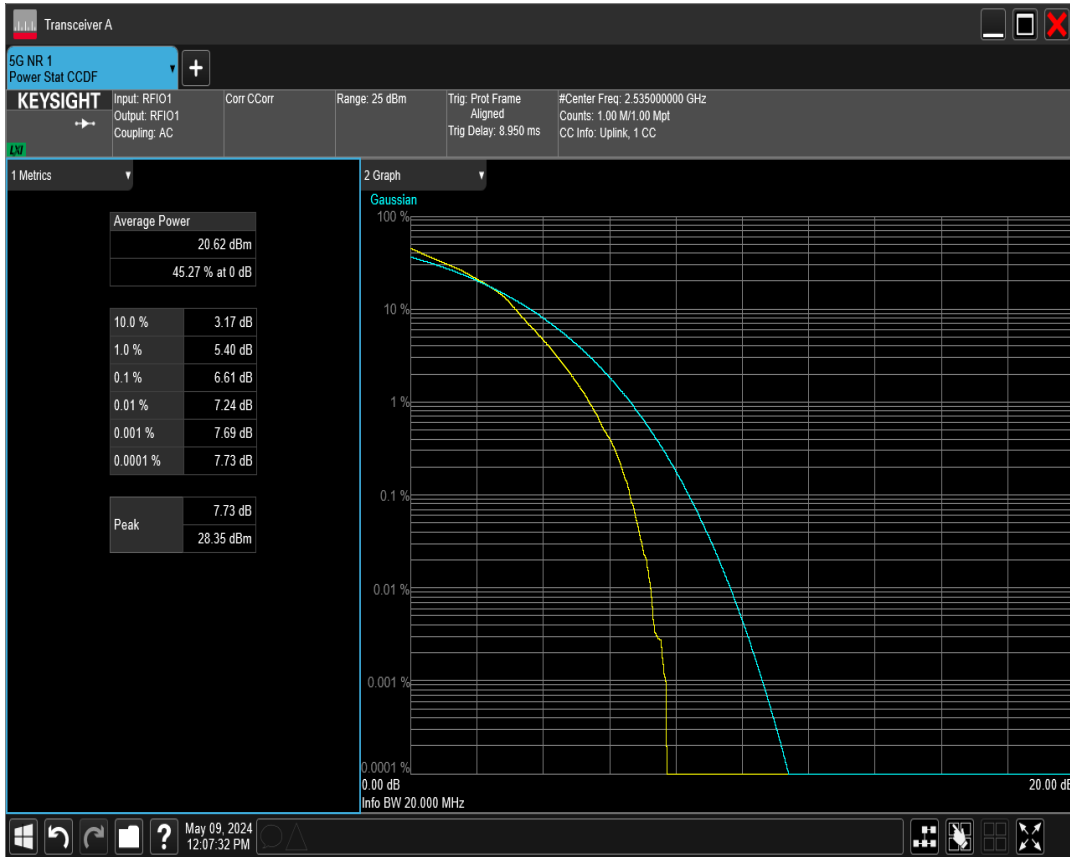 Transceiver A
5G NR 1
Power Stat CCDF
KEYSIGHT
LXI
Input: RFIO1
Output: RFIO1
Coupling: AC
Corr CCorr
Range: 25 dBm
Trig: Prot Frame
Aligned
Trig Delay: 8.950 ms
#Center Freq: 2.535000000 GHz
Counts: 1.00 M/1.00 Mpt
CC Info: Uplink, 1 CC
1 Metrics
Average Power
20.62 dBm
45.27 % at 0 dB
10.0 % 3.17 dB
1.0 % 5.40 dB
0.1 % 6.61 dB
0.01 % 7.24 dB
0.001 % 7.69 dB
0.0001 % 7.73 dB
Peak 7.73 dB
28.35 dBm
2 Graph
Gaussian
100 %
10 %
1 %
0.1 %
0.01 %
0.001 %
0.0001 %
0.00 dB 20.00 dB
Info BW 20.000 MHz
? May 09, 2024
12:07:32 PM